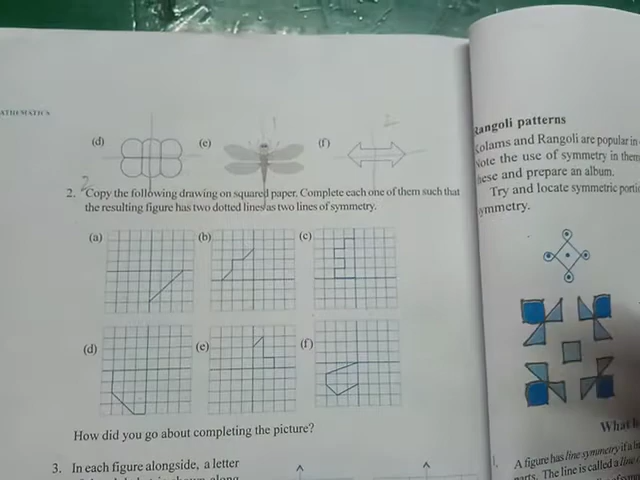 ATHEMATICS
(d) (e) (f)
2. Copy the following drawing on squared paper. Complete each one of them such that
the resulting figure has two dotted lines as two lines of symmetry.
(a) (b) (c)
(d) (e) (f)
How did you go about completing the picture?
3. In each figure alongside, a letter
Rangoli patterns
Kolams and Rangoli are popular in
Note the use of symmetry in them
these and prepare an album.
Try and locate symmetric porti
symmetry.
What h
1. A figure has line symmetry if a
parts. The line is called a line